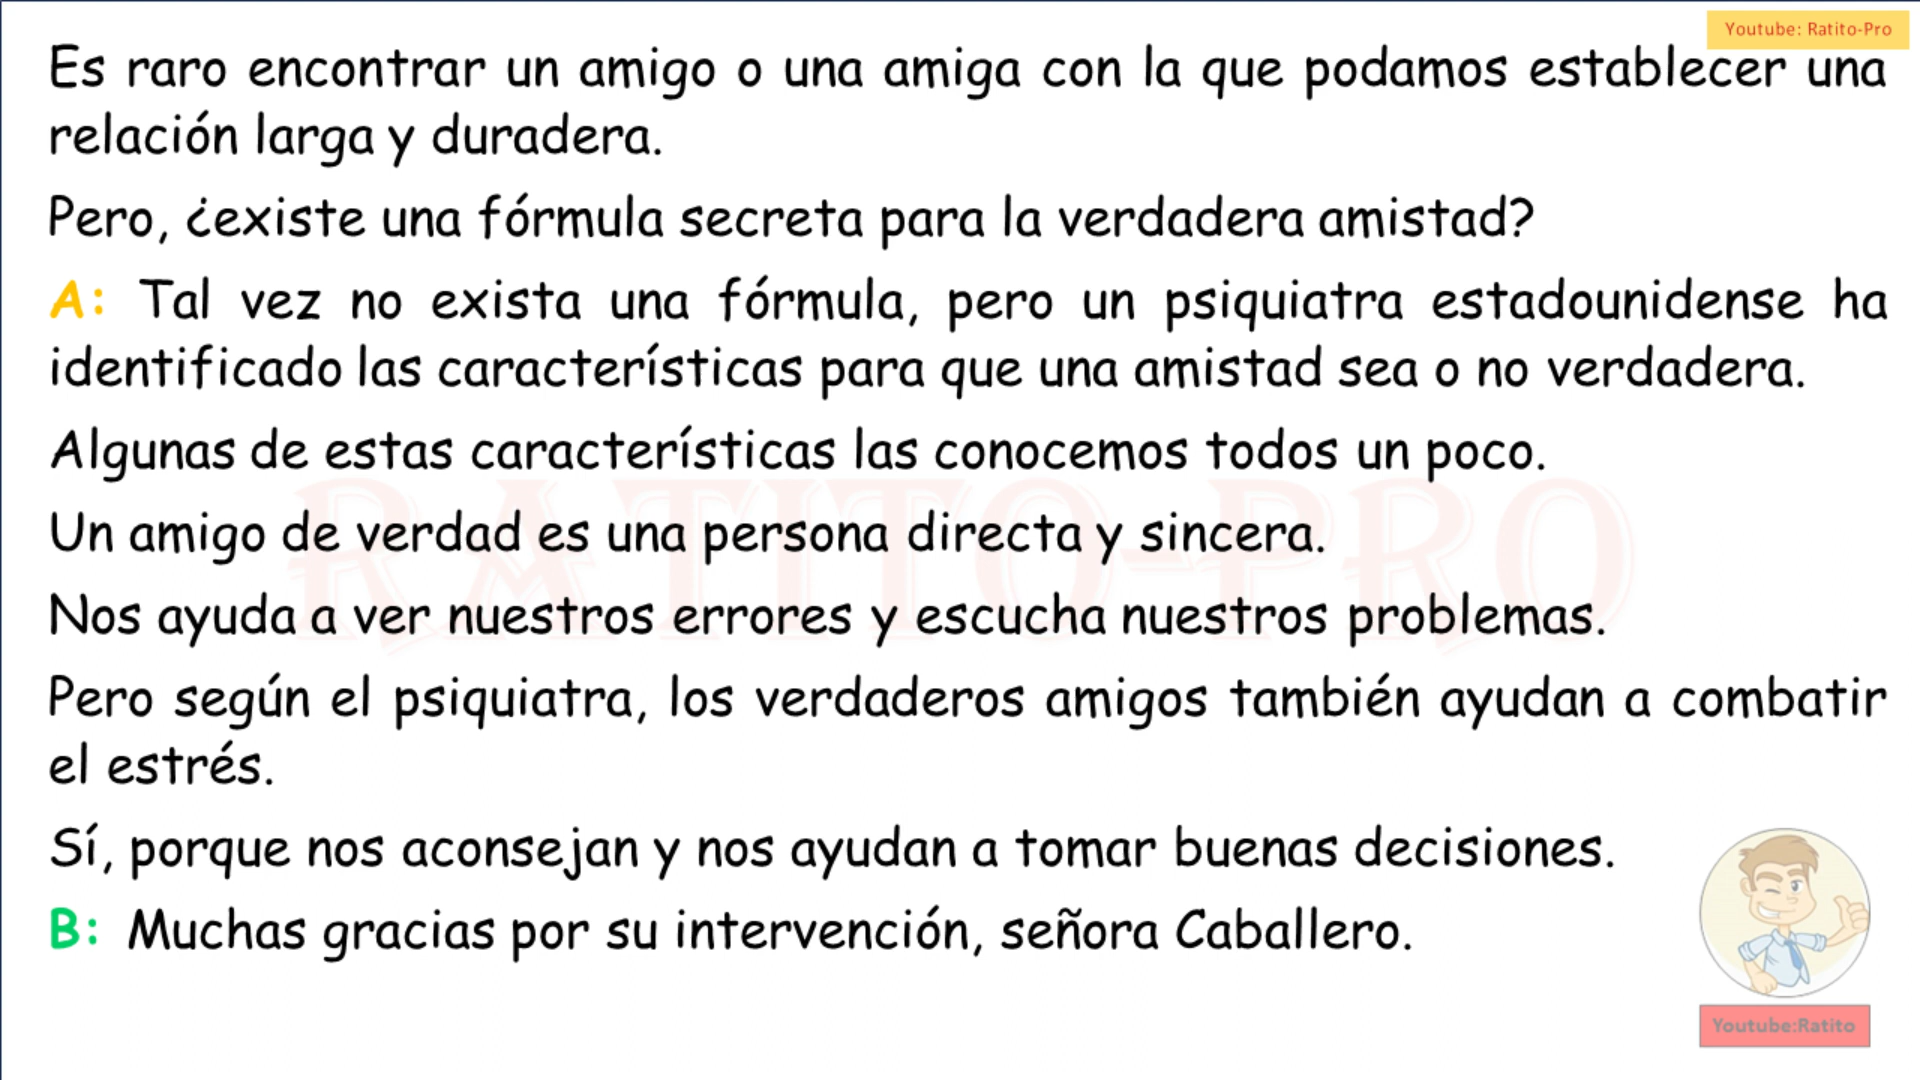 Youtube: Ratito-Pro
Es raro encontrar un amigo o una amiga con la que podamos establecer una
relación larga y duradera.
Pero, ¿existe una fórmula secreta para la verdadera amistad?
A: Tal vez no exista una fórmula, pero un psiquiatra estadounidense ha
identificado las características para que una amistad sea o no verdadera.
Algunas de estas características las conocemos todos un poco.
Un amigo de verdad es una persona directa y sincera.
RATITO-PRO
Nos ayuda a ver nuestros errores y escucha nuestros problemas.
Pero según el psiquiatra, los verdaderos amigos también ayudan a combatir
el estrés.
Sí, porque nos aconsejan y nos ayudan a tomar buenas decisiones.
B: Muchas gracias por su intervención, señora Caballero.
Youtube:Ratito